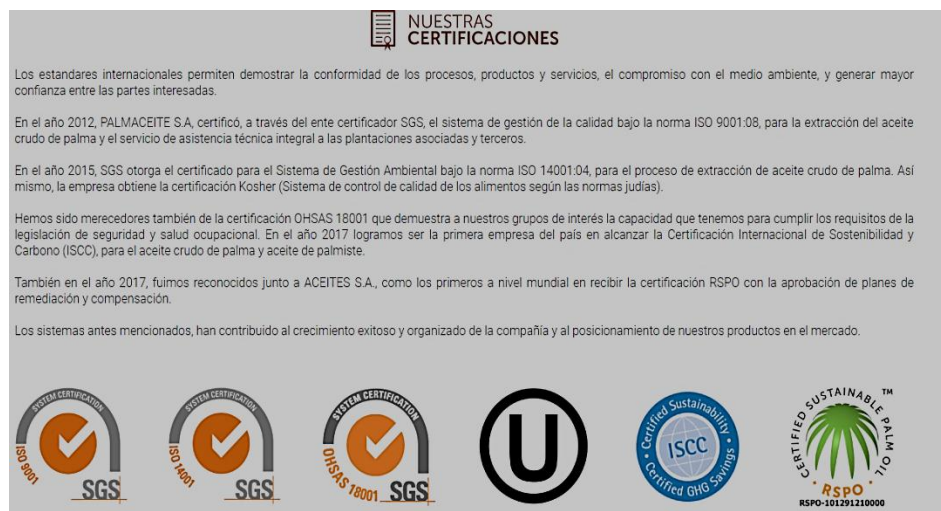 NUESTRAS
CERTIFICACIONES
Los estandares internacionales permiten demostrar la conformidad de los procesos, productos y servicios, el compromiso con el medio ambiente, y generar mayor
confianza entre las partes interesadas.
En el año 2012, PALMACEITE S.A, certificó, a través del ente certificador SGS, el sistema de gestión de la calidad bajo la norma ISO 9001:08, para la extracción del aceite
crudo de palma y el servicio de asistencia técnica integral a las plantaciones asociadas y terceros.
En el año 2015, SGS otorga el certificado para el Sistema de Gestión Ambiental bajo la norma ISO 14001:04, para el proceso de extracción de aceite crudo de palma. Así
mismo, la empresa obtiene la certificación Kosher (Sistema de control de calidad de los alimentos según las normas judías).
Hemos sido merecedores también de la certificación OHSAS 18001 que demuestra a nuestros grupos de interés la capacidad que tenemos para cumplir los requisitos de la
legislación de seguridad y salud ocupacional. En el año 2017 logramos ser la primera empresa del país en alcanzar la Certificación Internacional de Sostenibilidad y
Carbono (ISCC), para el aceite crudo de palma y aceite de palmiste.
También en el año 2017, fuimos reconocidos junto a ACEITES S.A., como los primeros a nivel mundial en recibir la certificación RSPO con la aprobación de planes de
remediación y compensación.
Los sistemas antes mencionados, han contribuido al crecimiento exitoso y organizado de la compañía y al posicionamiento de nuestros productos en el mercado.
SYSTEM CERTIFICATION
ISO 9001
SGS
SYSTEM CERTIFICATION
ISO 14001
SGS
SYSTEM CERTIFICATION
OHSAS 18001
SGS
U
Certified Sustainability
ISCC
Certified GHG Savings
CERTIFIED SUSTAINABLE PALM OIL
TM
RSPO
RSPO-101291210000